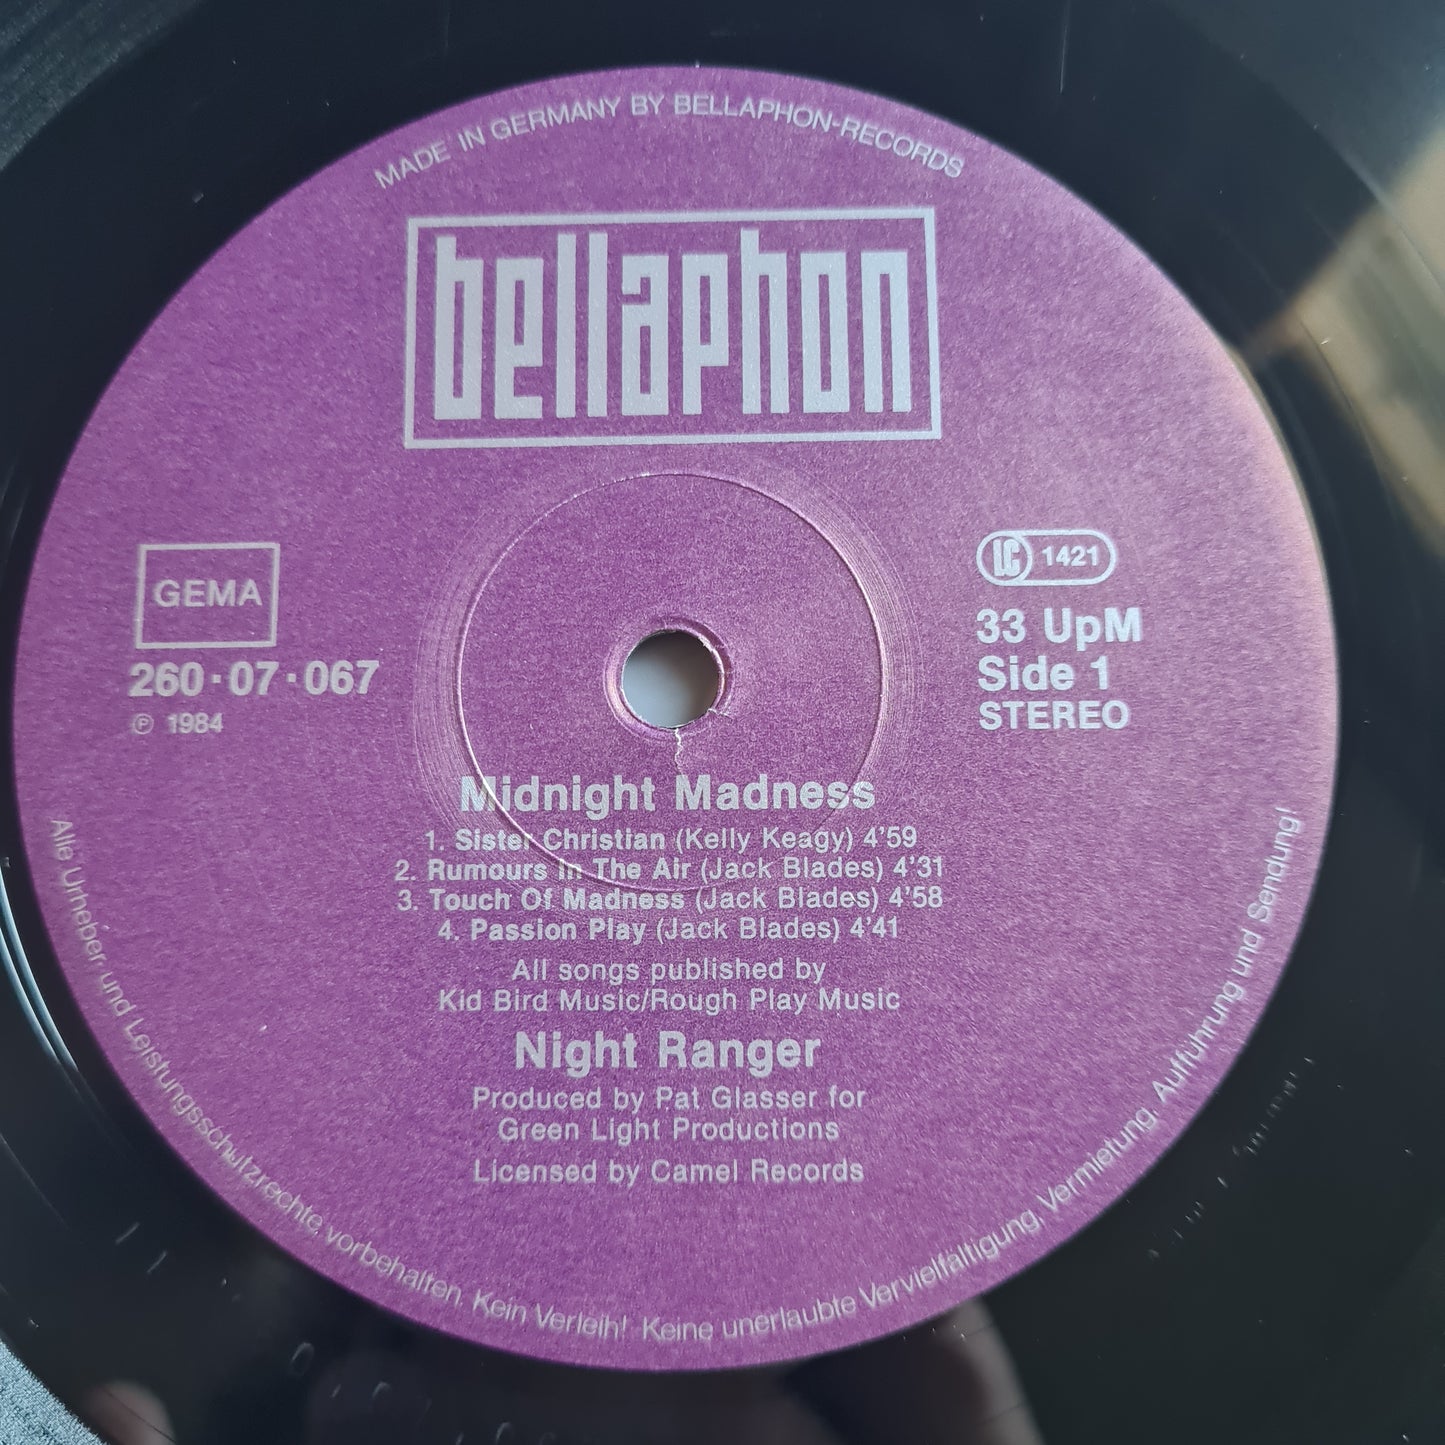 MADE IN GERMANY BY BELLAPHON-RECORDS
bellaphon
GEMA
260·07·067
℗ 1984
LC 1421
33 UpM
Side 1
STEREO
Midnight Madness
1. Sister Christian (Kelly Keagy) 4'59
2. Rumours In The Air (Jack Blades) 4'31
3. Touch Of Madness (Jack Blades) 4'58
4. Passion Play (Jack Blades) 4'41
All songs published by
Kid Bird Music/Rough Play Music
Night Ranger
Produced by Pat Glasser for
Green Light Productions
Licensed by Camel Records
Alle Urheber und Leistungsschutzrechte vorbehalten. Kein Verleih! Keine unerlaubte Vervielfältigung, Vermietung, Aufführung und Sendung!